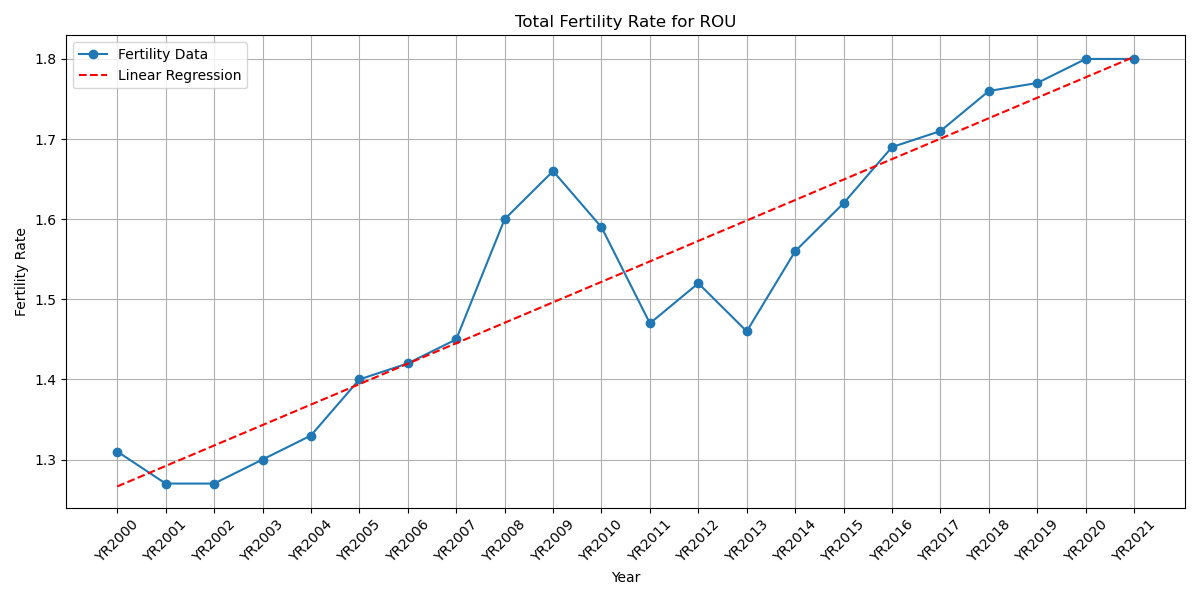 Total Fertility Rate for ROU
Fertility Data
Linear Regression
Fertility Rate
1.8
1.7
1.6
1.5
1.4
1.3
YR2000
YR2001
YR2002
YR2003
YR2004
YR2005
YR2006
YR2007
YR2008
YR2009
YR2010
YR2011
YR2012
YR2013
YR2014
YR2015
YR2016
YR2017
YR2018
YR2019
YR2020
YR2021
Year